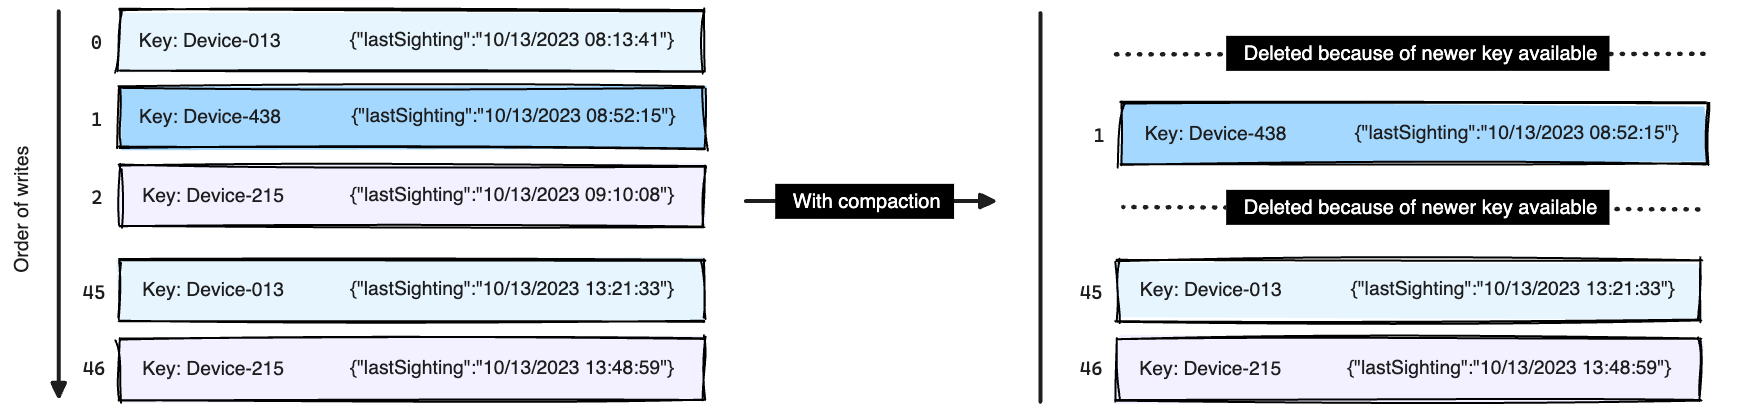 Order of writes
0 Key: Device-013 {"lastSighting":"10/13/2023 08:13:41"}
1 Key: Device-438 {"lastSighting":"10/13/2023 08:52:15"}
2 Key: Device-215 {"lastSighting":"10/13/2023 09:10:08"}
45 Key: Device-013 {"lastSighting":"10/13/2023 13:21:33"}
46 Key: Device-215 {"lastSighting":"10/13/2023 13:48:59"}
With compaction
Deleted because of newer key available
1 Key: Device-438 {"lastSighting":"10/13/2023 08:52:15"}
Deleted because of newer key available
45 Key: Device-013 {"lastSighting":"10/13/2023 13:21:33"}
46 Key: Device-215 {"lastSighting":"10/13/2023 13:48:59"}